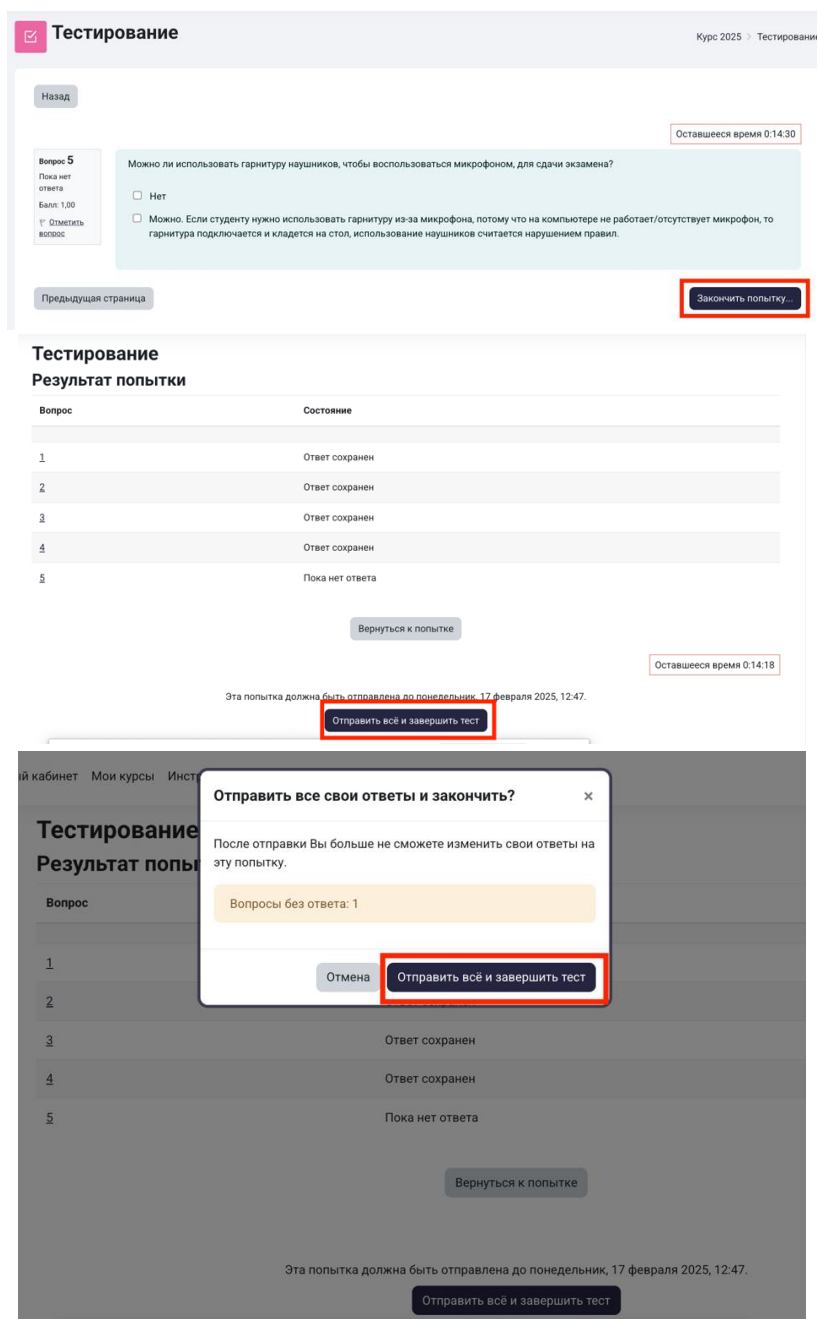 Тестирование
Курс 2025 > Тестирование
Назад
Оставшееся время 0:14:30
Вопрос 5
Пока нет
ответа
Балл: 1,00
Отметить
вопрос
Можно ли использовать гарнитуру наушников, чтобы воспользоваться микрофоном, для сдачи экзамена?
Нет
Можно. Если студенту нужно использовать гарнитуру из-за микрофона, потому что на компьютере не работает/отсутствует микрофон, то
гарнитура подключается и кладется на стол, использование наушников считается нарушением правил.
Предыдущая страница
Закончить попытку...
Тестирование
Результат попытки
Вопрос Состояние
1 Ответ сохранен
2 Ответ сохранен
3 Ответ сохранен
4 Ответ сохранен
5 Пока нет ответа
Вернуться к попытке
Оставшееся время 0:14:18
Эта попытка должна быть отправлена до понедельник, 17 февраля 2025, 12:47.
Отправить всё и завершить тест
й кабинет Мои курсы Инст
Отправить все свои ответы и закончить? ×
После отправки Вы больше не сможете изменить свои ответы на
эту попытку.
Вопросы без ответа: 1
Отмена
Отправить всё и завершить тест
Тестирование
Результат попы
Вопрос
1
2
3 Ответ сохранен
4 Ответ сохранен
5 Пока нет ответа
Вернуться к попытке
Эта попытка должна быть отправлена до понедельник, 17 февраля 2025, 12:47.
Отправить всё и завершить тест